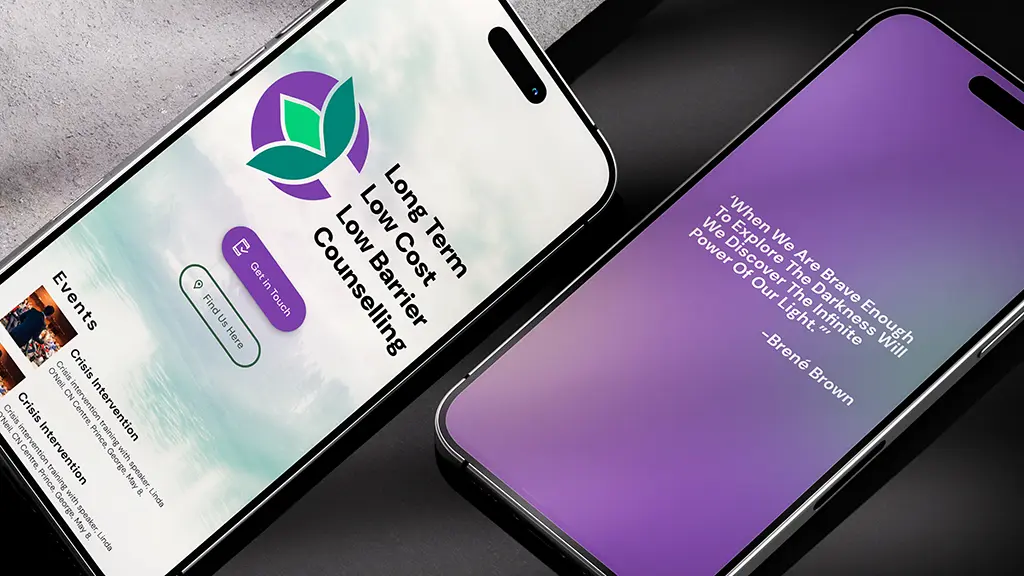 Long Term
Low Cost
Low Barrier
Counselling
Get in Touch
Find Us Here
Events
Crisis Intervention
Crisis intervention training with speaker, Linda
O'Neil, CN Centre, Prince, George, May 8.
Crisis Intervention
Crisis intervention training with speaker, Linda
O'Neil, CN Centre, Prince, George, May 8.
"When We Are Brave Enough
To Explore The Darkness Will
We Discover The Infinite
Power Of Our Light."
-Brené Brown